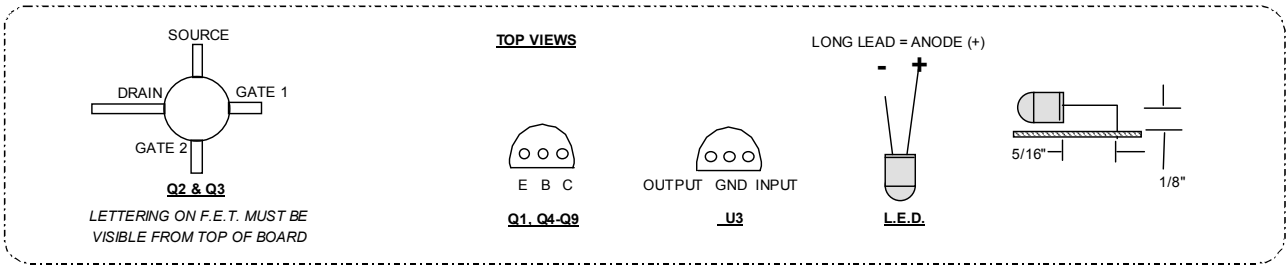 SOURCE
DRAIN
GATE 1
GATE 2
Q2 & Q3
LETTERING ON F.E.T. MUST BE
VISIBLE FROM TOP OF BOARD
TOP VIEWS
E B C
Q1, Q4-Q9
OUTPUT GND INPUT
U3
LONG LEAD = ANODE (+)
- +
L.E.D.
5/16"
1/8"